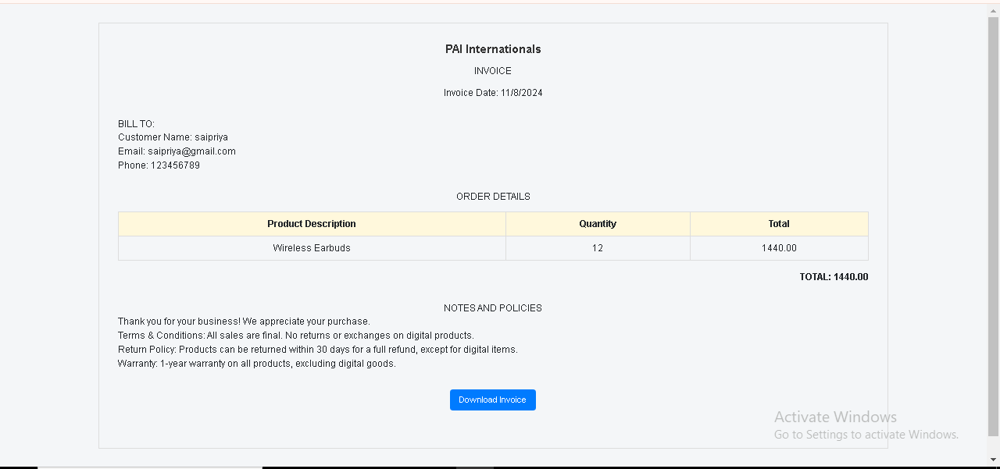 PAI Internationals
INVOICE
Invoice Date: 11/8/2024
BILL TO:
Customer Name: saipriya
Email: saipriya@gmail.com
Phone: 123456789
ORDER DETAILS
Product Description Quantity Total
Wireless Earbuds 12 1440.00
TOTAL: 1440.00
NOTES AND POLICIES
Thank you for your business! We appreciate your purchase.
Terms & Conditions: All sales are final. No returns or exchanges on digital products.
Return Policy: Products can be returned within 30 days for a full refund, except for digital items.
Warranty: 1-year warranty on all products, excluding digital goods.
Download Invoice
Activate Windows
Go to Settings to activate Windows.